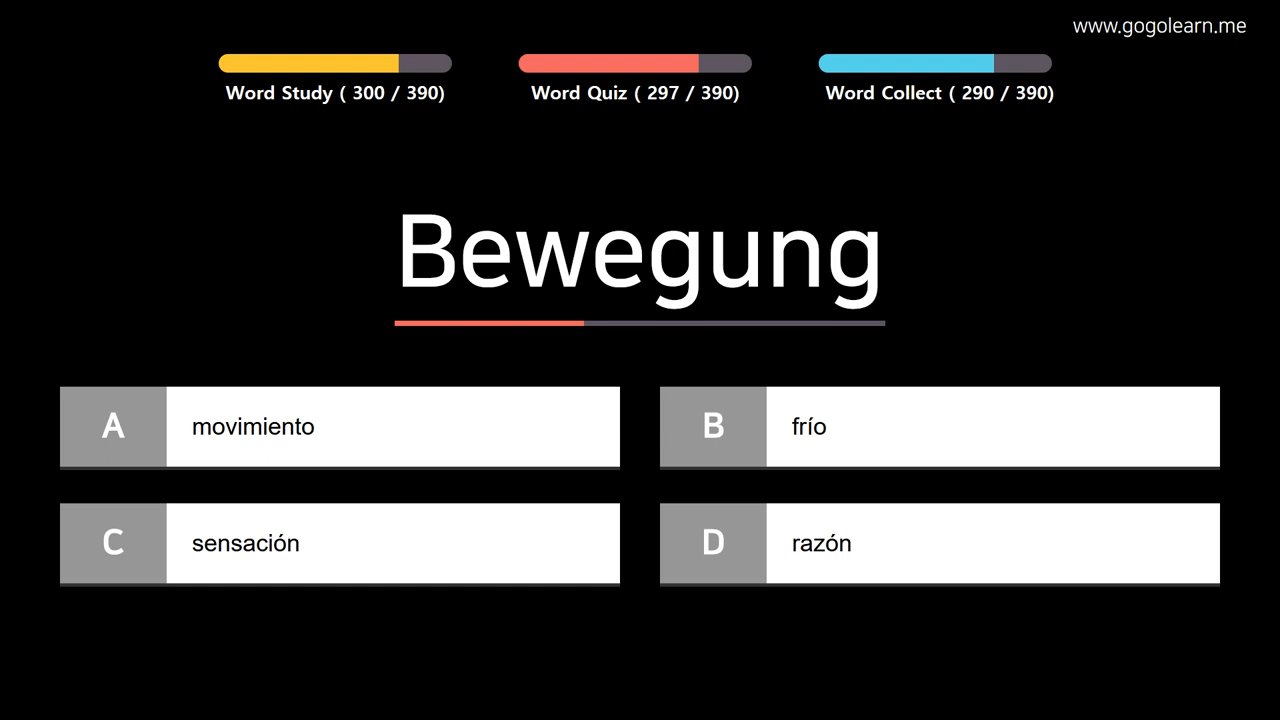 www.gogolearn.me
Word Study ( 300 / 390)
Word Quiz ( 297 / 390)
Word Collect ( 290 / 390)
Bewegung
A movimiento
B frío
C sensación
D razón